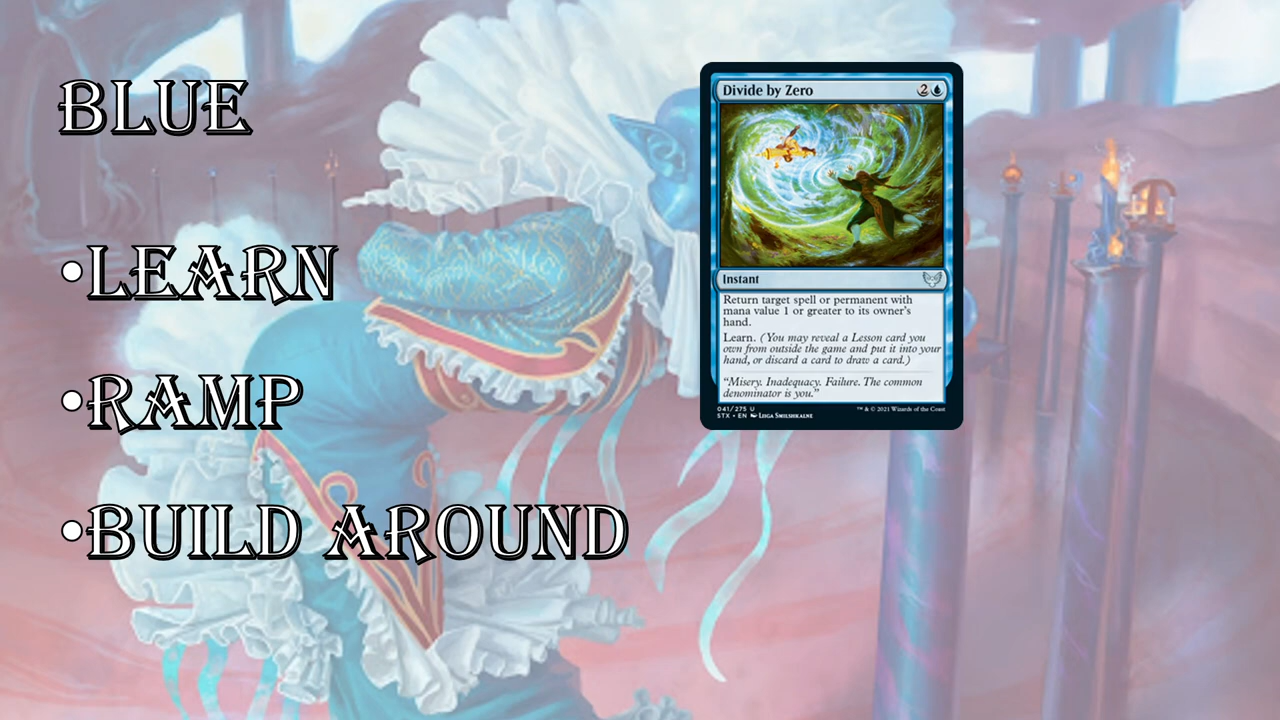 BLUE
•LEARN
•RAMP
•BUILD AROUND
Divide by Zero 2
Instant
Return target spell or permanent with
mana value 1 or greater to its owner's
hand.
Learn. (You may reveal a Lesson card you
own from outside the game and put it into your
hand, or discard a card to draw a card.)
"Misery. Inadequacy. Failure. The common
denominator is you."
041/275 U
STX • EN LIIGA SMILSHKALNE
™ & © 2021 Wizards of the Coast